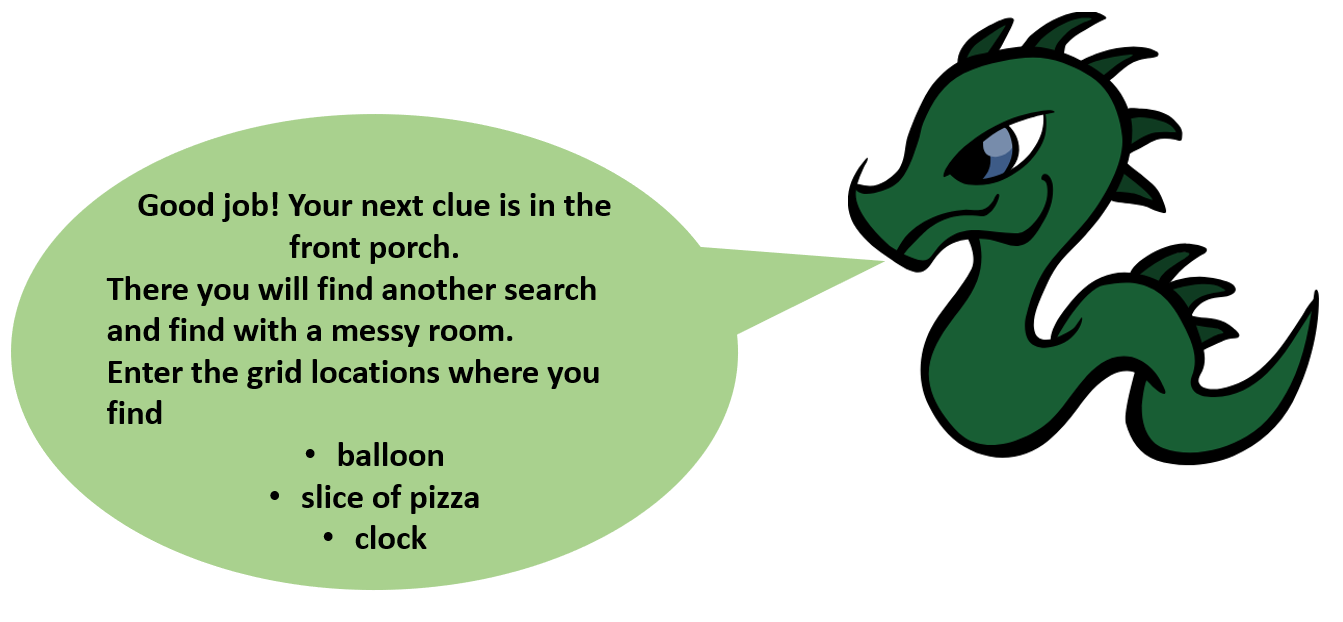 Good job! Your next clue is in the
front porch.
There you will find another search
and find with a messy room.
Enter the grid locations where you
find
• balloon
• slice of pizza
• clock